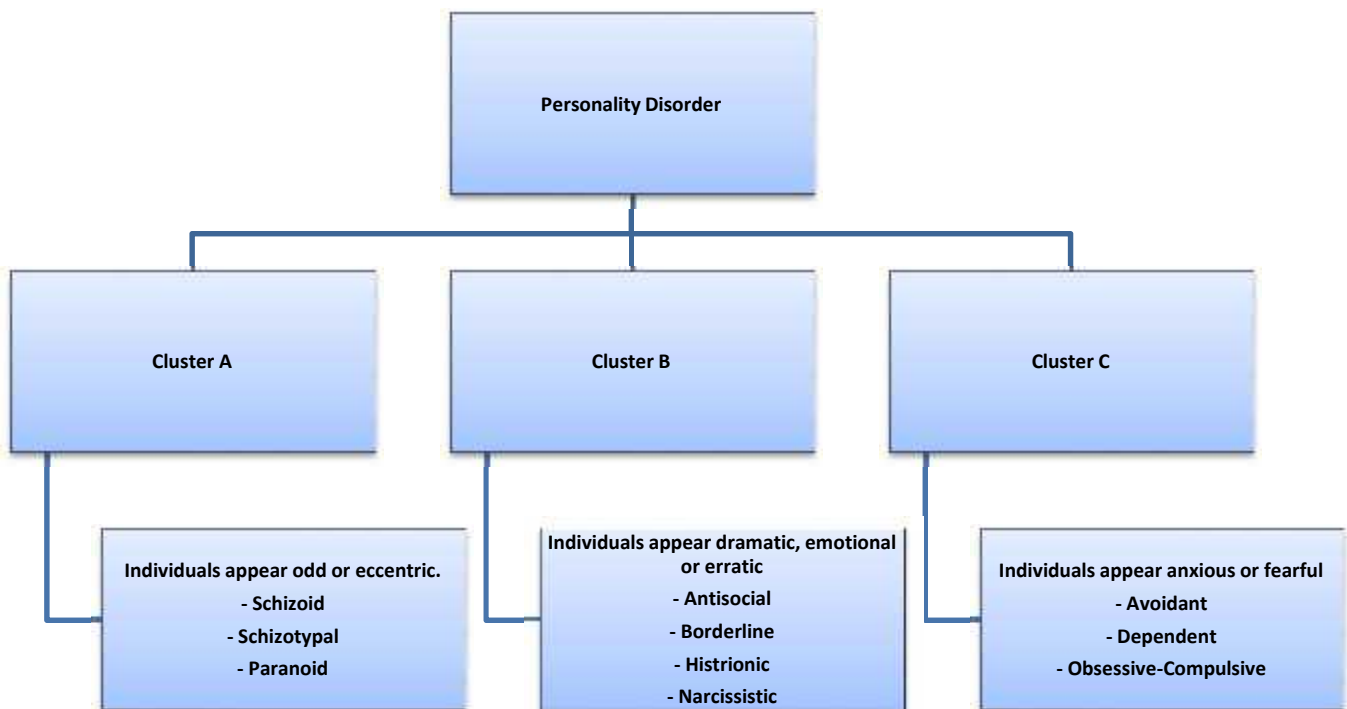 Personality Disorder
Cluster A
Cluster B
Cluster C
Individuals appear odd or eccentric.
- Schizoid
- Schizotypal
- Paranoid
Individuals appear dramatic, emotional
or erratic
- Antisocial
- Borderline
- Histrionic
- Narcissistic
Individuals appear anxious or fearful
- Avoidant
- Dependent
- Obsessive-Compulsive